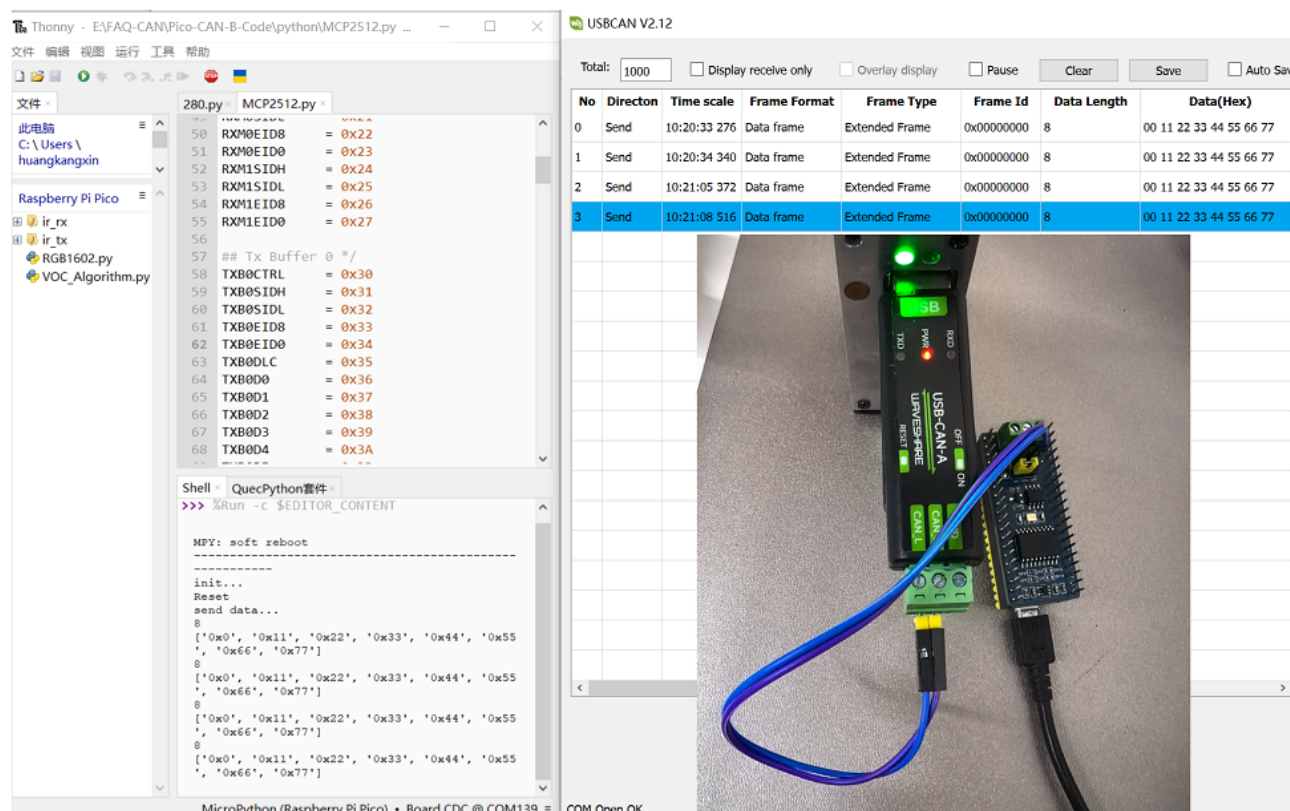 Thonny - E:\FAQ-CAN\Pico-CAN-B-Code\python\MCP2512.py ...
文件 编辑 视图 运行 工具 帮助
文件
此电脑
C: \ Users \
huangkangxin
Raspberry Pi Pico
ir_rx
ir_tx
RGB1602.py
VOC_Algorithm.py
280.py MCP2512.py
50 RXM0EID8 = 0x22
51 RXM0EID0 = 0x23
52 RXM1SIDH = 0x24
53 RXM1SIDL = 0x25
54 RXM1EID8 = 0x26
55 RXM1EID0 = 0x27
56
57 ## Tx Buffer 0 */
58 TXB0CTRL = 0x30
59 TXB0SIDH = 0x31
60 TXB0SIDL = 0x32
61 TXB0EID8 = 0x33
62 TXB0EID0 = 0x34
63 TXB0DLC = 0x35
64 TXB0D0 = 0x36
65 TXB0D1 = 0x37
66 TXB0D2 = 0x38
67 TXB0D3 = 0x39
68 TXB0D4 = 0x3A
Shell QuecPython套件
>>> %Run -c $EDITOR_CONTENT
MPY: soft reboot
--------------------------------------------
-----------
init...
Reset
send data...
8
['0x0', '0x11', '0x22', '0x33', '0x44', '0x55
', '0x66', '0x77']
8
['0x0', '0x11', '0x22', '0x33', '0x44', '0x55
', '0x66', '0x77']
8
['0x0', '0x11', '0x22', '0x33', '0x44', '0x55
', '0x66', '0x77']
8
['0x0', '0x11', '0x22', '0x33', '0x44', '0x55
', '0x66', '0x77']
MicroPython (Raspberry Pi Pico) • Board CDC @ COM139
USBCAN V2.12
Total: 1000 Display receive only Overlay display Pause Clear Save Auto Sav
No Directon Time scale Frame Format Frame Type Frame Id Data Length Data(Hex)
0 Send 10:20:33 276 Data frame Extended Frame 0x00000000 8 00 11 22 33 44 55 66 77
1 Send 10:20:34 340 Data frame Extended Frame 0x00000000 8 00 11 22 33 44 55 66 77
2 Send 10:21:05 372 Data frame Extended Frame 0x00000000 8 00 11 22 33 44 55 66 77
3 Send 10:21:08 516 Data frame Extended Frame 0x00000000 8 00 11 22 33 44 55 66 77
USB
TXD PWR RXD
USB-CAN-A
WAVESHARE
RESET
OFF ON
CAN_L
COM Open OK